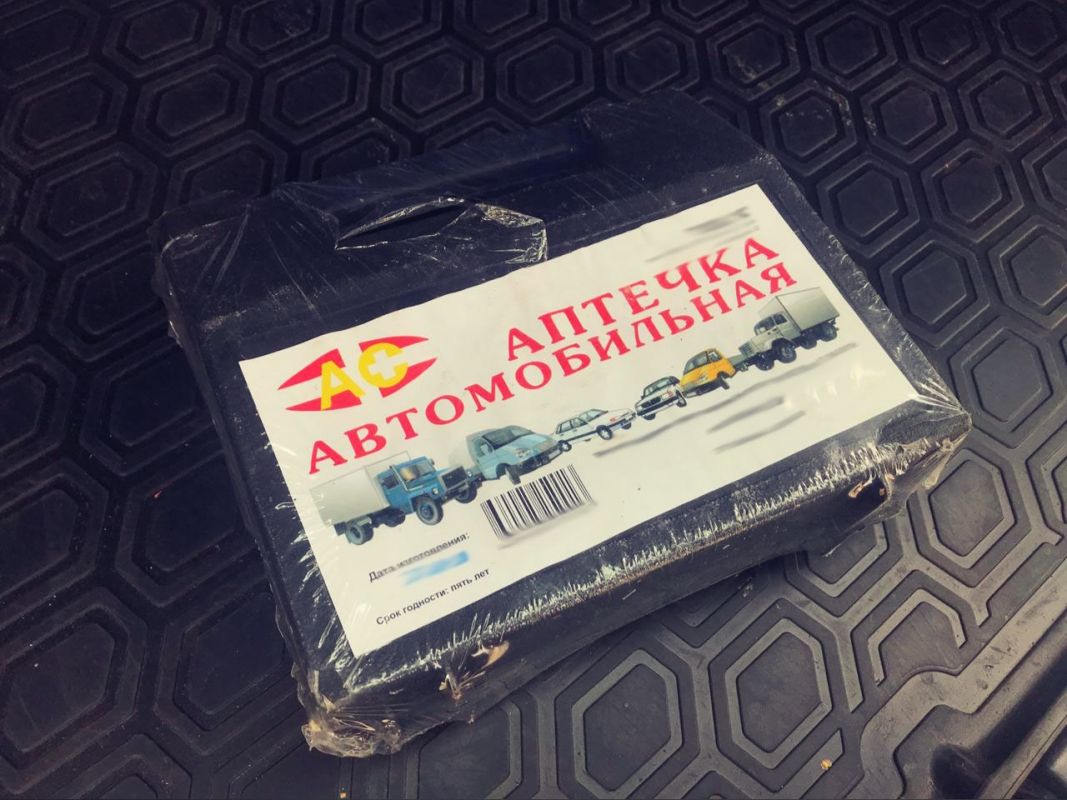 АПТЕЧКА
АС
АВТОМОБИЛЬНАЯ
Дата изготовления:
Срок годности: пять лет